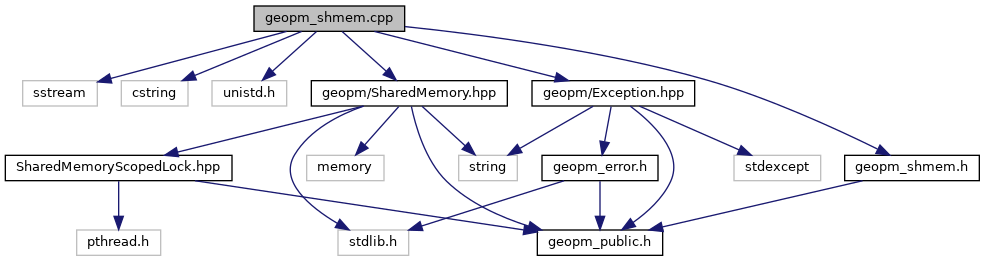 geopm_shmem.cpp
sstream
cstring
unistd.h
geopm/SharedMemory.hpp
geopm/Exception.hpp
SharedMemoryScopedLock.hpp
memory
string
geopm_error.h
stdexcept
geopm_shmem.h
pthread.h
stdlib.h
geopm_public.h